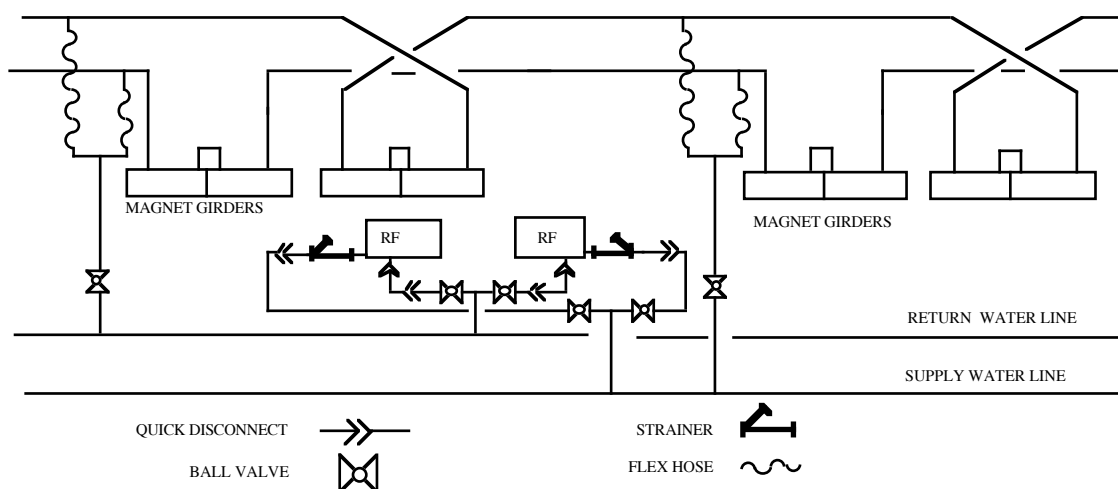 MAGNET GIRDERS
MAGNET GIRDERS
RF
RF
RETURN WATER LINE
SUPPLY WATER LINE
QUICK DISCONNECT
STRAINER
BALL VALVE
FLEX HOSE